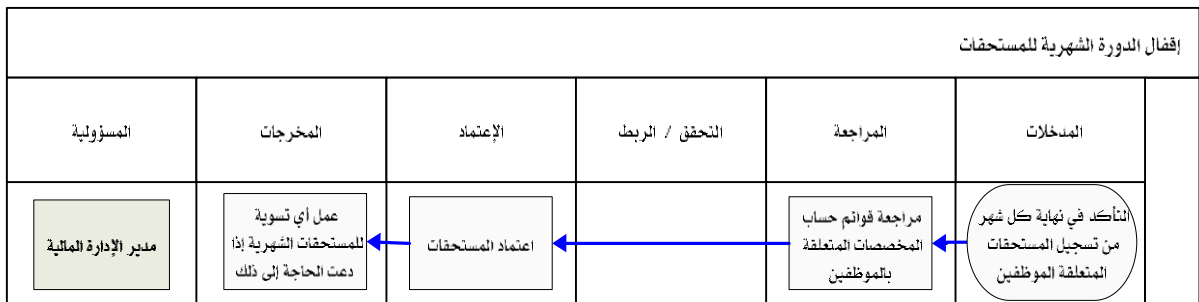 إقفال الدورة الشهرية للمستحقات
المدخلات
المراجعة
التحقق / الربط
الإعتماد
المخرجات
المسؤولية
التأكد في نهاية كل شهر
من تسجيل المستحقات
المتعلقة الموظفين
مراجعة قوائم حساب
المخصصات المتعلقة
بالموظفين
اعتماد المستحقات
عمل أي تسوية
للمستحقات الشهرية إذا
دعت الحاجة إلى ذلك
مدير الإدارة المالية